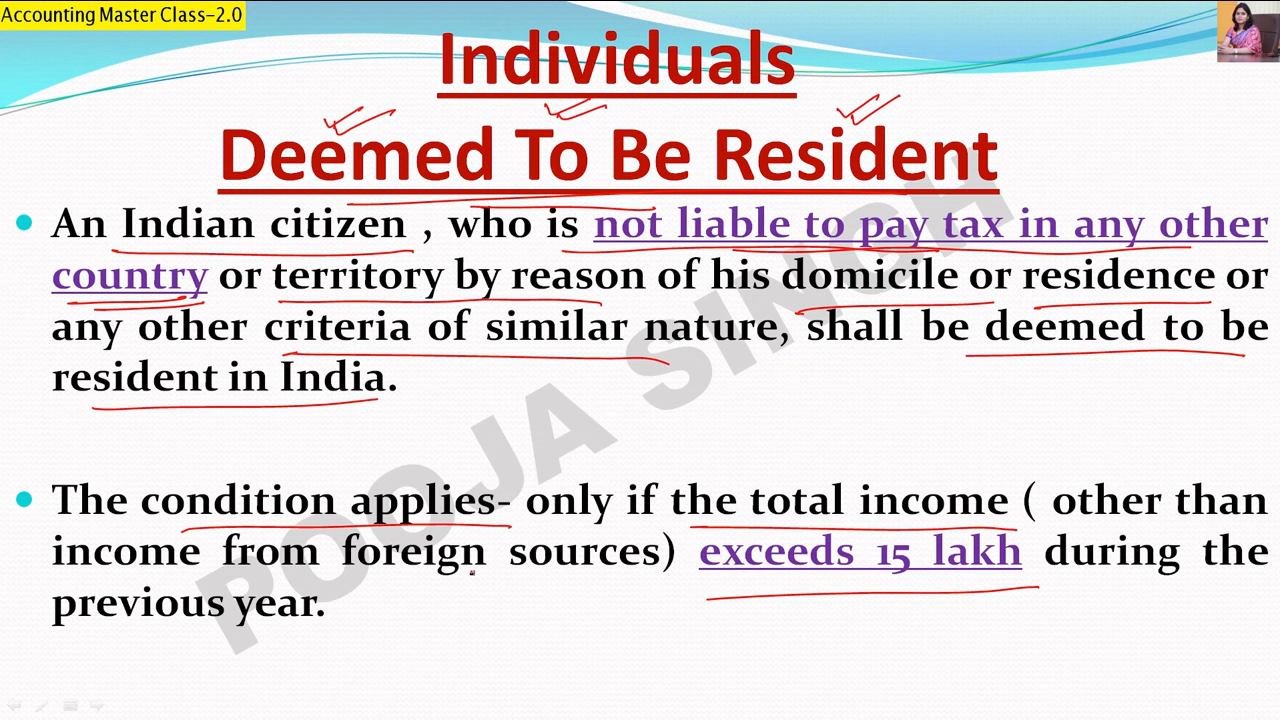 Accounting Master Class-2.0
Individuals
Deemed To Be Resident
• An Indian citizen , who is not liable to pay tax in any other
country or territory by reason of his domicile or residence or
any other criteria of similar nature, shall be deemed to be
resident in India.
• The condition applies- only if the total income ( other than
income from foreign sources) exceeds 15 lakh during the
previous year.
POOJA SINGH